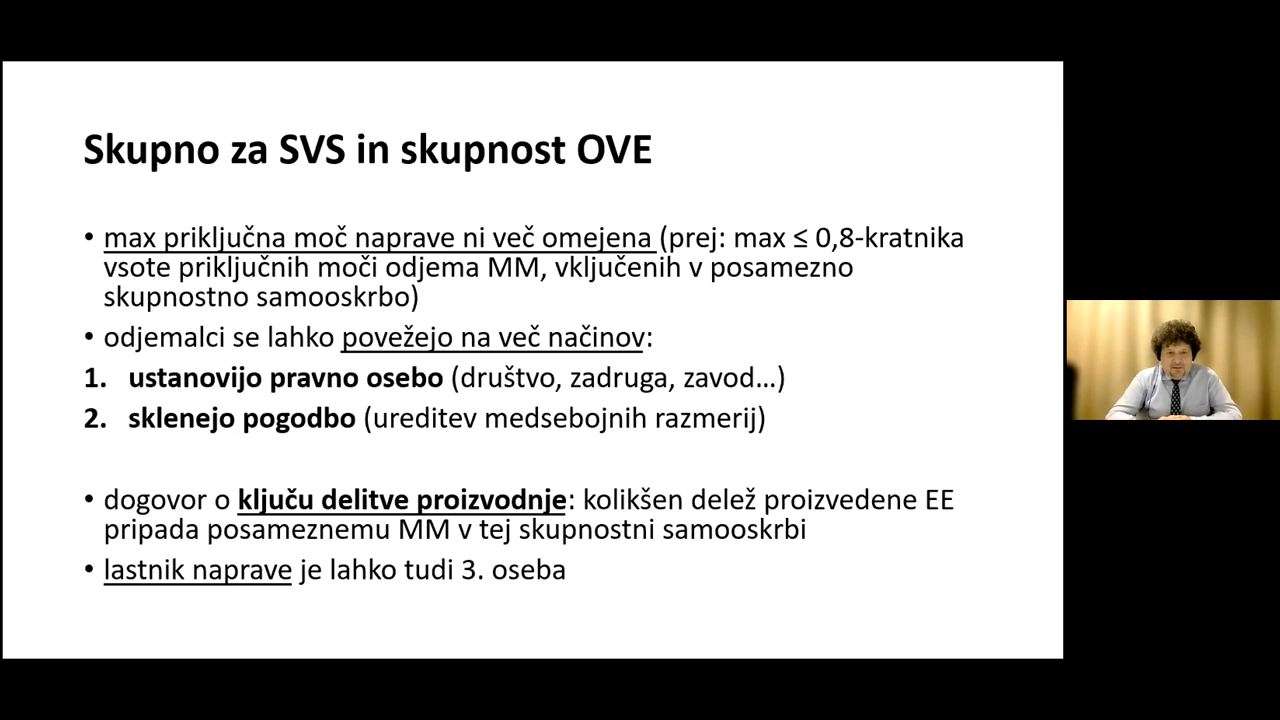 Skupno za SVS in skupnost OVE
• max priključna moč naprave ni več omejena (prej: max ≤ 0,8-kratnika
vsote priključnih moči odjema MM, vključenih v posamezno
skupnostno samooskrbo)
• odjemalci se lahko povežejo na več načinov:
1. ustanovijo pravno osebo (društvo, zadruga, zavod…)
2. sklenejo pogodbo (ureditev medsebojnih razmerij)
• dogovor o ključu delitve proizvodnje: kolikšen delež proizvedene EE
pripada posameznemu MM v tej skupnostni samooskrbi
• lastnik naprave je lahko tudi 3. oseba